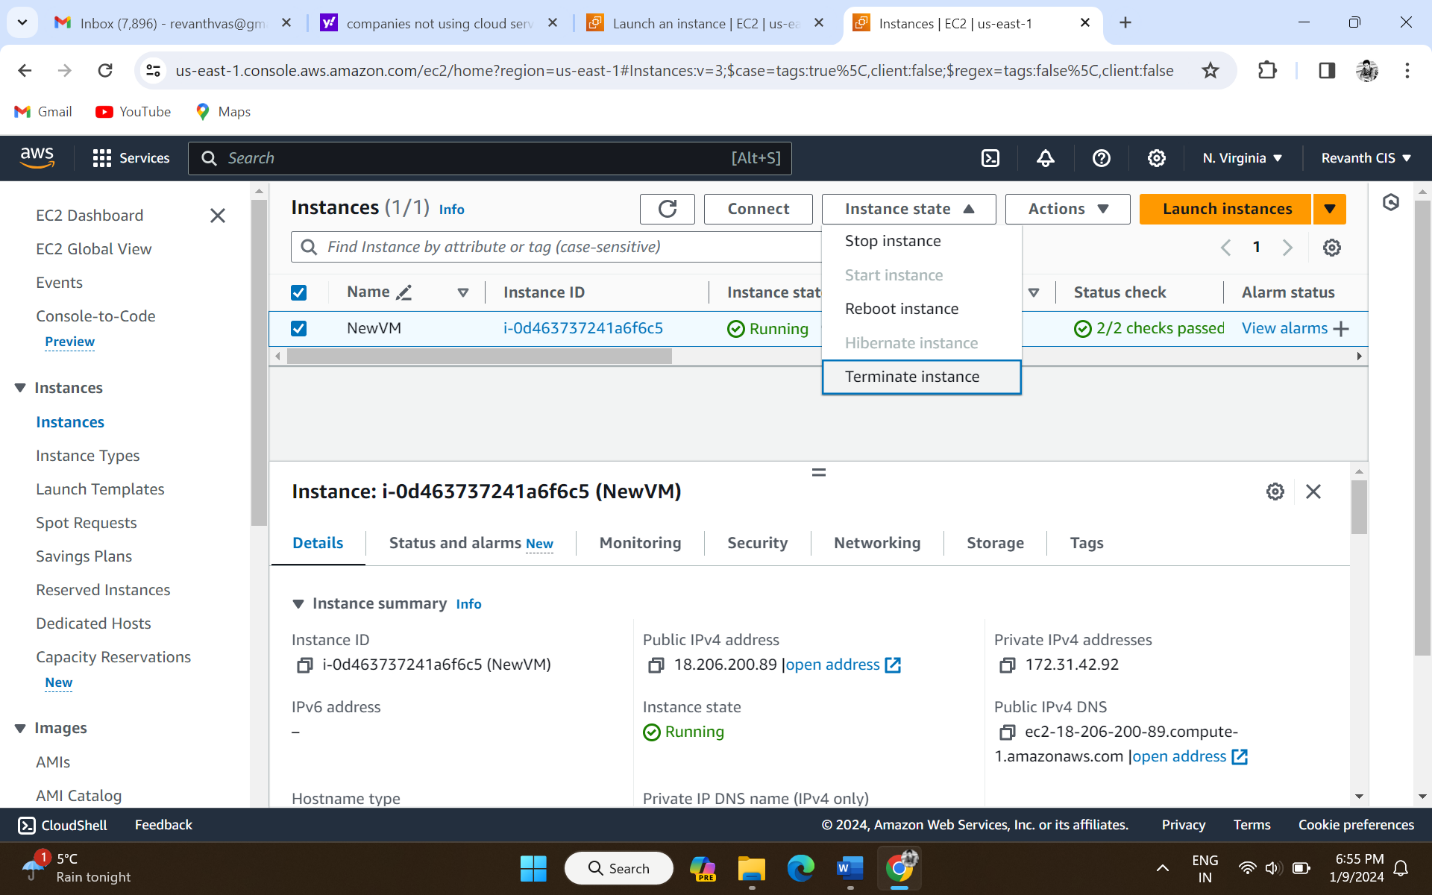 Inbox (7,896) - revanthvas@gm
companies not using cloud serv
Launch an instance | EC2 | us-ea
Instances | EC2 | us-east-1
us-east-1.console.aws.amazon.com/ec2/home?region=us-east-1#Instances:v=3;$case=tags:true%5C,client:false;$regex=tags:false%5C,client:false
Gmail
YouTube
Maps
aws
Services
Search
[Alt+S]
N. Virginia
Revanth CIS
EC2 Dashboard
EC2 Global View
Events
Console-to-Code
Preview
Instances
Instances
Instance Types
Launch Templates
Spot Requests
Savings Plans
Reserved Instances
Dedicated Hosts
Capacity Reservations
New
Images
AMIs
AMI Catalog
Instances (1/1) Info
Connect
Instance state
Actions
Launch instances
Find Instance by attribute or tag (case-sensitive)
1
Stop instance
Start instance
Reboot instance
Hibernate instance
Terminate instance
Name
Instance ID
Instance stat
Status check
Alarm status
NewVM
i-0d463737241a6f6c5
Running
2/2 checks passed
View alarms
Instance: i-0d463737241a6f6c5 (NewVM)
Details
Status and alarms New
Monitoring
Security
Networking
Storage
Tags
Instance summary Info
Instance ID
i-0d463737241a6f6c5 (NewVM)
Public IPv4 address
18.206.200.89 |open address
Private IPv4 addresses
172.31.42.92
IPv6 address
–
Instance state
Running
Public IPv4 DNS
ec2-18-206-200-89.compute-
1.amazonaws.com |open address
Hostname type
Private IP DNS name (IPv4 only)
CloudShell
Feedback
© 2024, Amazon Web Services, Inc. or its affiliates.
Privacy
Terms
Cookie preferences
1
5°C
Rain tonight
Search
PRE
W
ENG
IN
6:55 PM
1/9/2024